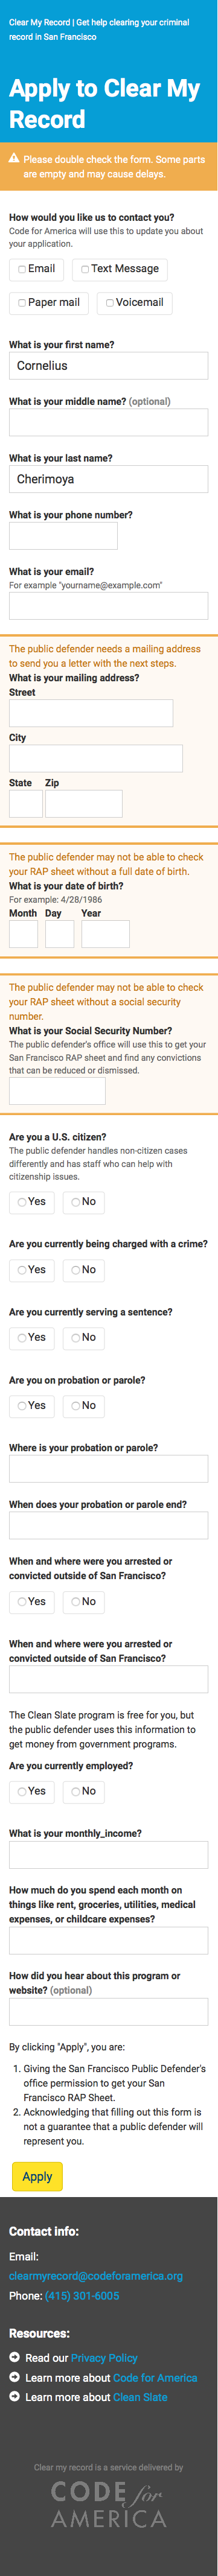 Clear My Record | Get help clearing your criminal
record in San Francisco
Apply to Clear My
Record
Please double check the form. Some parts
are empty and may cause delays.
How would you like us to contact you?
Code for America will use this to update you about
your application.
Email
Text Message
Paper mail
Voicemail
What is your first name?
Cornelius
What is your middle name? (optional)
What is your last name?
Cherimoya
What is your phone number?
What is your email?
For example "yourname@example.com"
The public defender needs a mailing address
to send you a letter with the next steps.
What is your mailing address?
Street
City
State Zip
The public defender may not be able to check
your RAP sheet without a full date of birth.
What is your date of birth?
For example: 4/28/1986
Month Day Year
The public defender may not be able to check
your RAP sheet without a social security
number.
What is your Social Security Number?
The public defender's office will use this to get your
San Francisco RAP sheet and find any convictions
that can be reduced or dismissed.
Are you a U.S. citizen?
The public defender handles non-citizen cases
differently and has staff who can help with
citizenship issues.
Yes No
Are you currently being charged with a crime?
Yes No
Are you currently serving a sentence?
Yes No
Are you on probation or parole?
Yes No
Where is your probation or parole?
When does your probation or parole end?
When and where were you arrested or
convicted outside of San Francisco?
Yes No
When and where were you arrested or
convicted outside of San Francisco?
The Clean Slate program is free for you, but
the public defender uses this information to
get money from government programs.
Are you currently employed?
Yes No
What is your monthly_income?
How much do you spend each month on
things like rent, groceries, utilities, medical
expenses, or childcare expenses?
How did you hear about this program or
website? (optional)
By clicking "Apply", you are:
1. Giving the San Francisco Public Defender's
office permission to get your San
Francisco RAP Sheet.
2. Acknowledging that filling out this form is
not a guarantee that a public defender will
represent you.
Apply
Contact info:
Email:
clearmyrecord@codeforamerica.org
Phone: (415) 301-6005
Resources:
Read our Privacy Policy
Learn more about Code for America
Learn more about Clean Slate
Clear my record is a service delivered by
CODE for
AMERICA